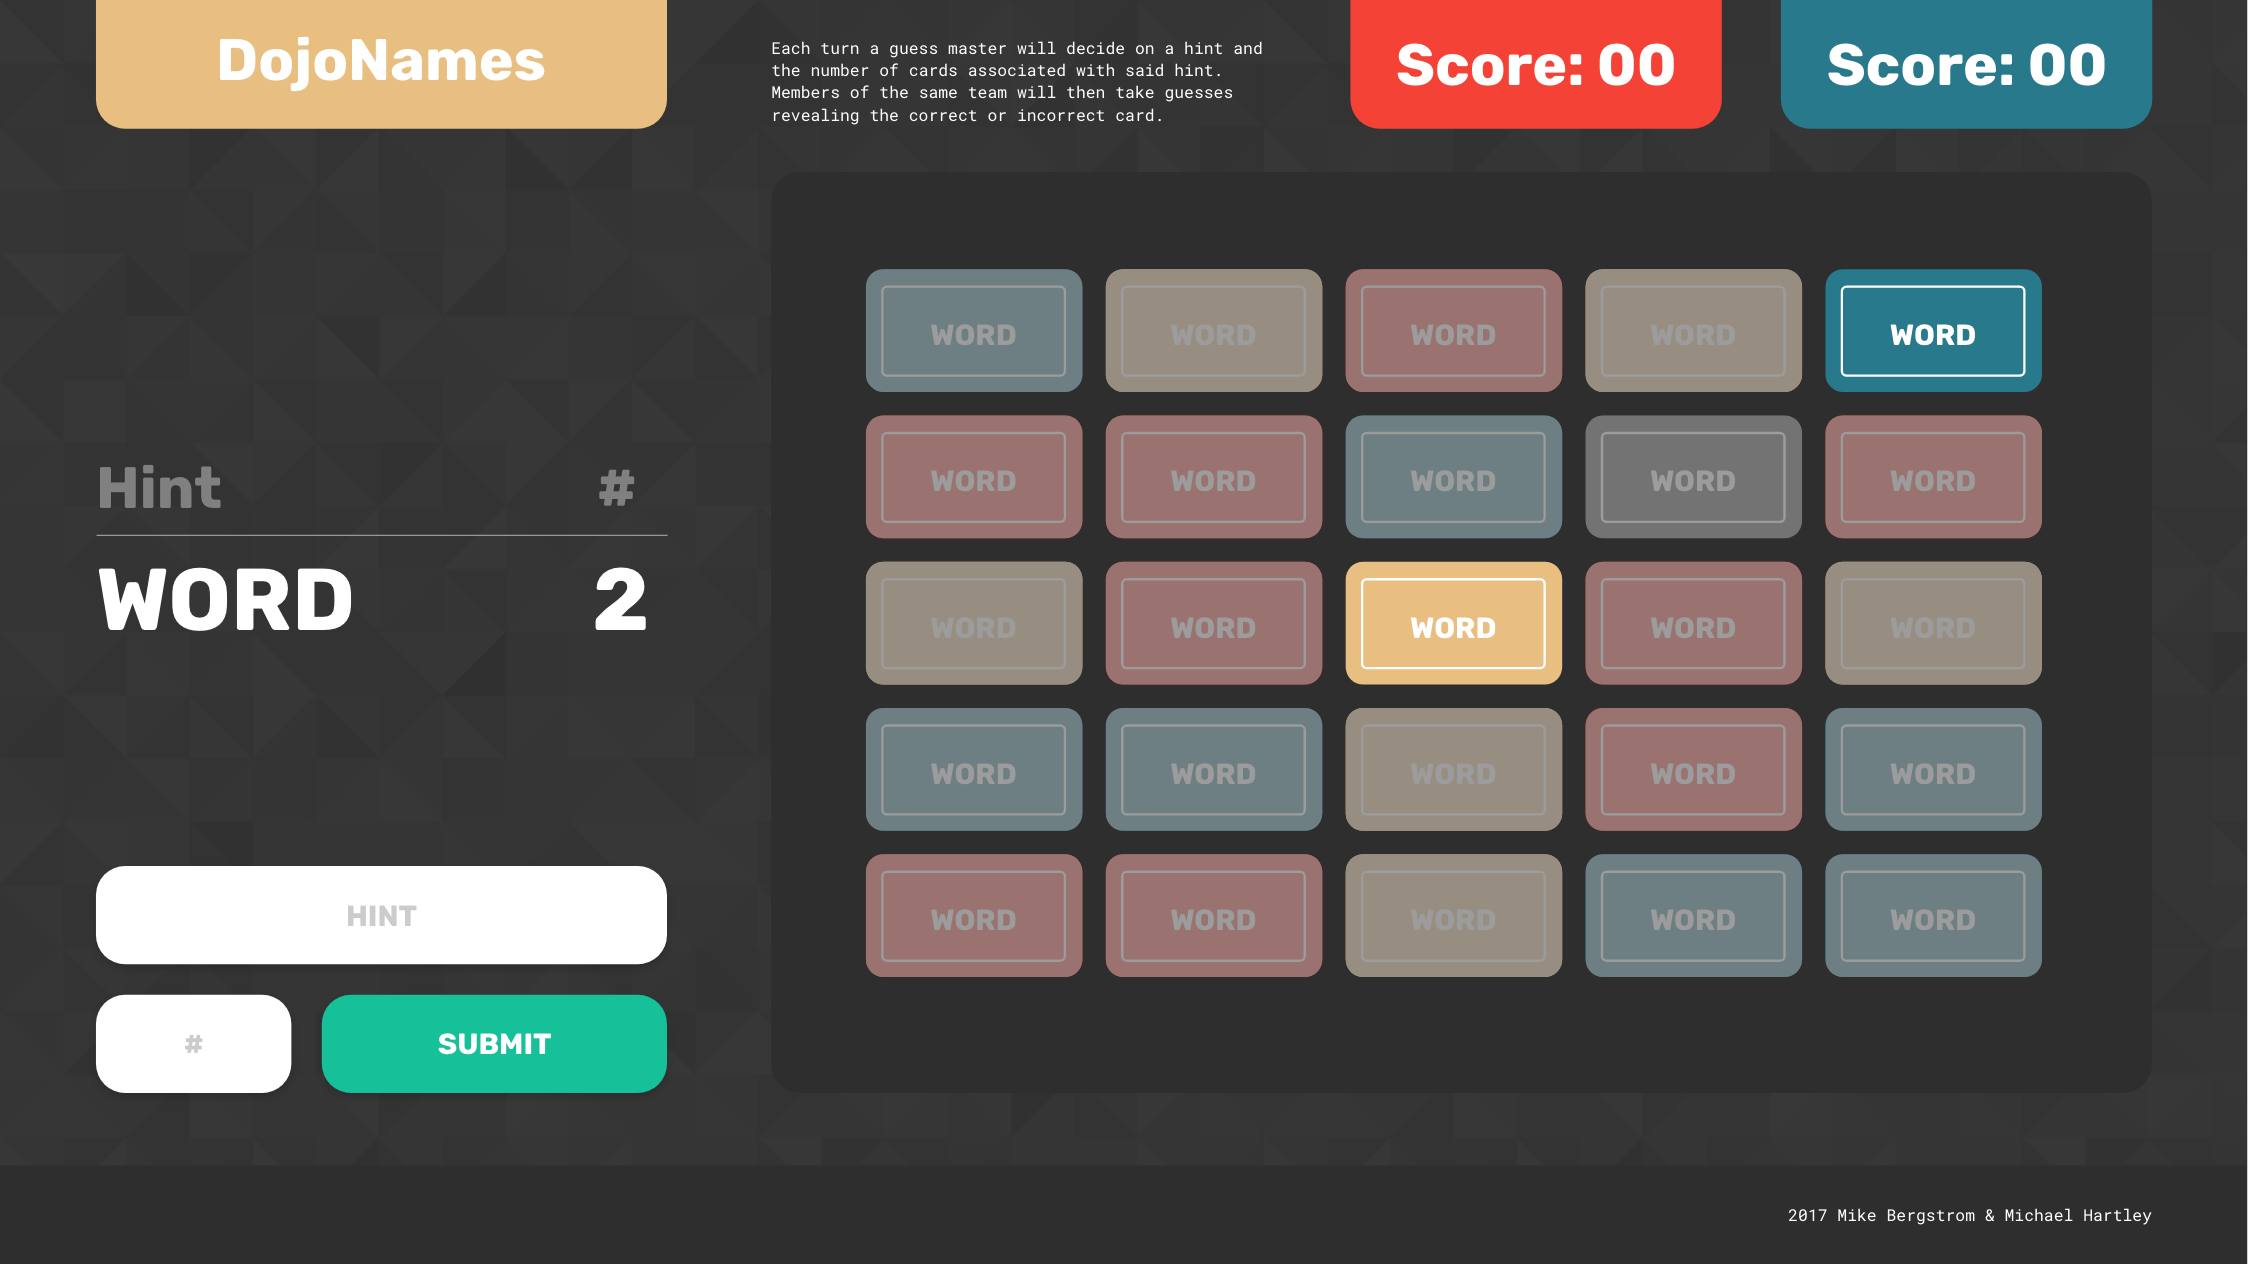 DojoNames
Each turn a guess master will decide on a hint and
the number of cards associated with said hint.
Members of the same team will then take guesses
revealing the correct or incorrect card.
Score: 00
Score: 00
Hint #
WORD 2
HINT
# SUBMIT
WORD WORD WORD WORD WORD
WORD WORD WORD WORD WORD
WORD WORD WORD WORD WORD
WORD WORD WORD WORD WORD
WORD WORD WORD WORD WORD
2017 Mike Bergstrom & Michael Hartley